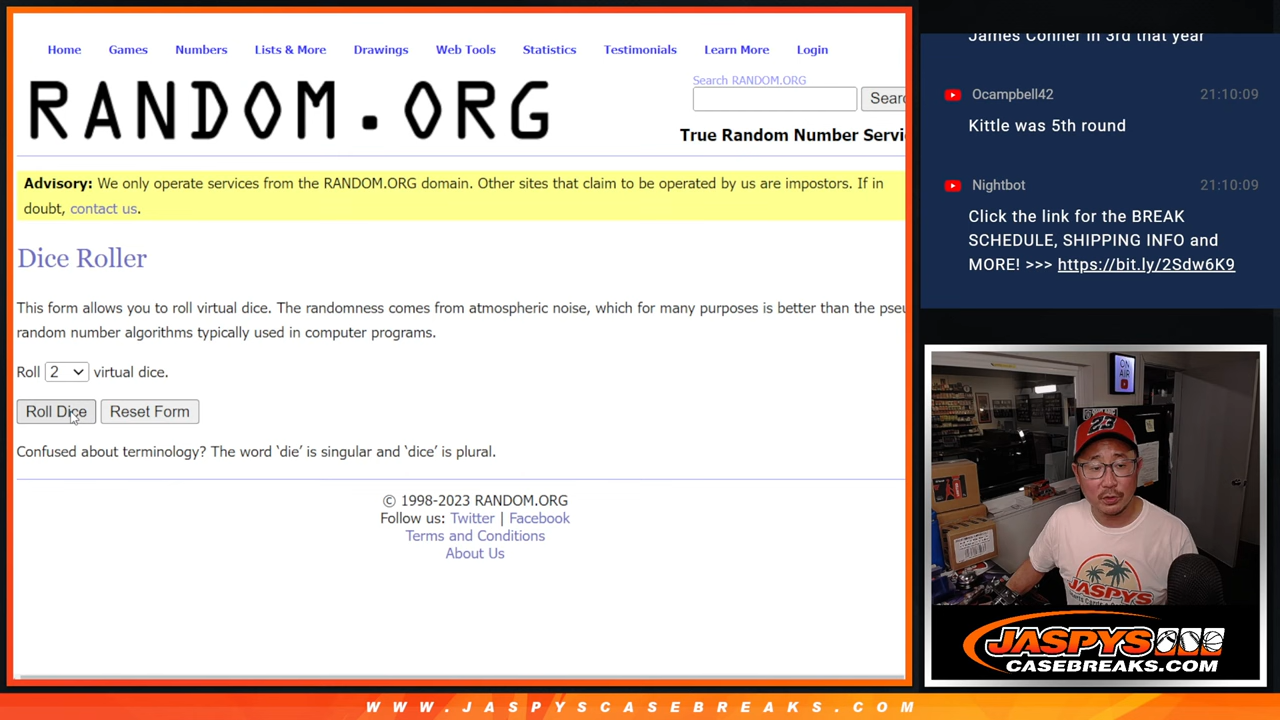 Home Games Numbers Lists & More Drawings Web Tools Statistics Testimonials Learn More Login
RANDOM.ORG
Search RANDOM.ORG
Searc
True Random Number Servi
Advisory: We only operate services from the RANDOM.ORG domain. Other sites that claim to be operated by us are impostors. If in
doubt, contact us.
Dice Roller
This form allows you to roll virtual dice. The randomness comes from atmospheric noise, which for many purposes is better than the pseu
random number algorithms typically used in computer programs.
Roll 2 virtual dice.
Roll Dice Reset Form
Confused about terminology? The word ‘die’ is singular and ‘dice’ is plural.
© 1998-2023 RANDOM.ORG
Follow us: Twitter | Facebook
Terms and Conditions
About Us
James Conner in 3rd that year
Ocampbell42 21:10:09
Kittle was 5th round
Nightbot 21:10:09
Click the link for the BREAK
SCHEDULE, SHIPPING INFO and
MORE! >>> https://bit.ly/2Sdw6K9
ON
AIR
23
JASPYS
JASPYS
CASEBREAKS.COM
WWW.JASPYSCASEBREAKS.COM